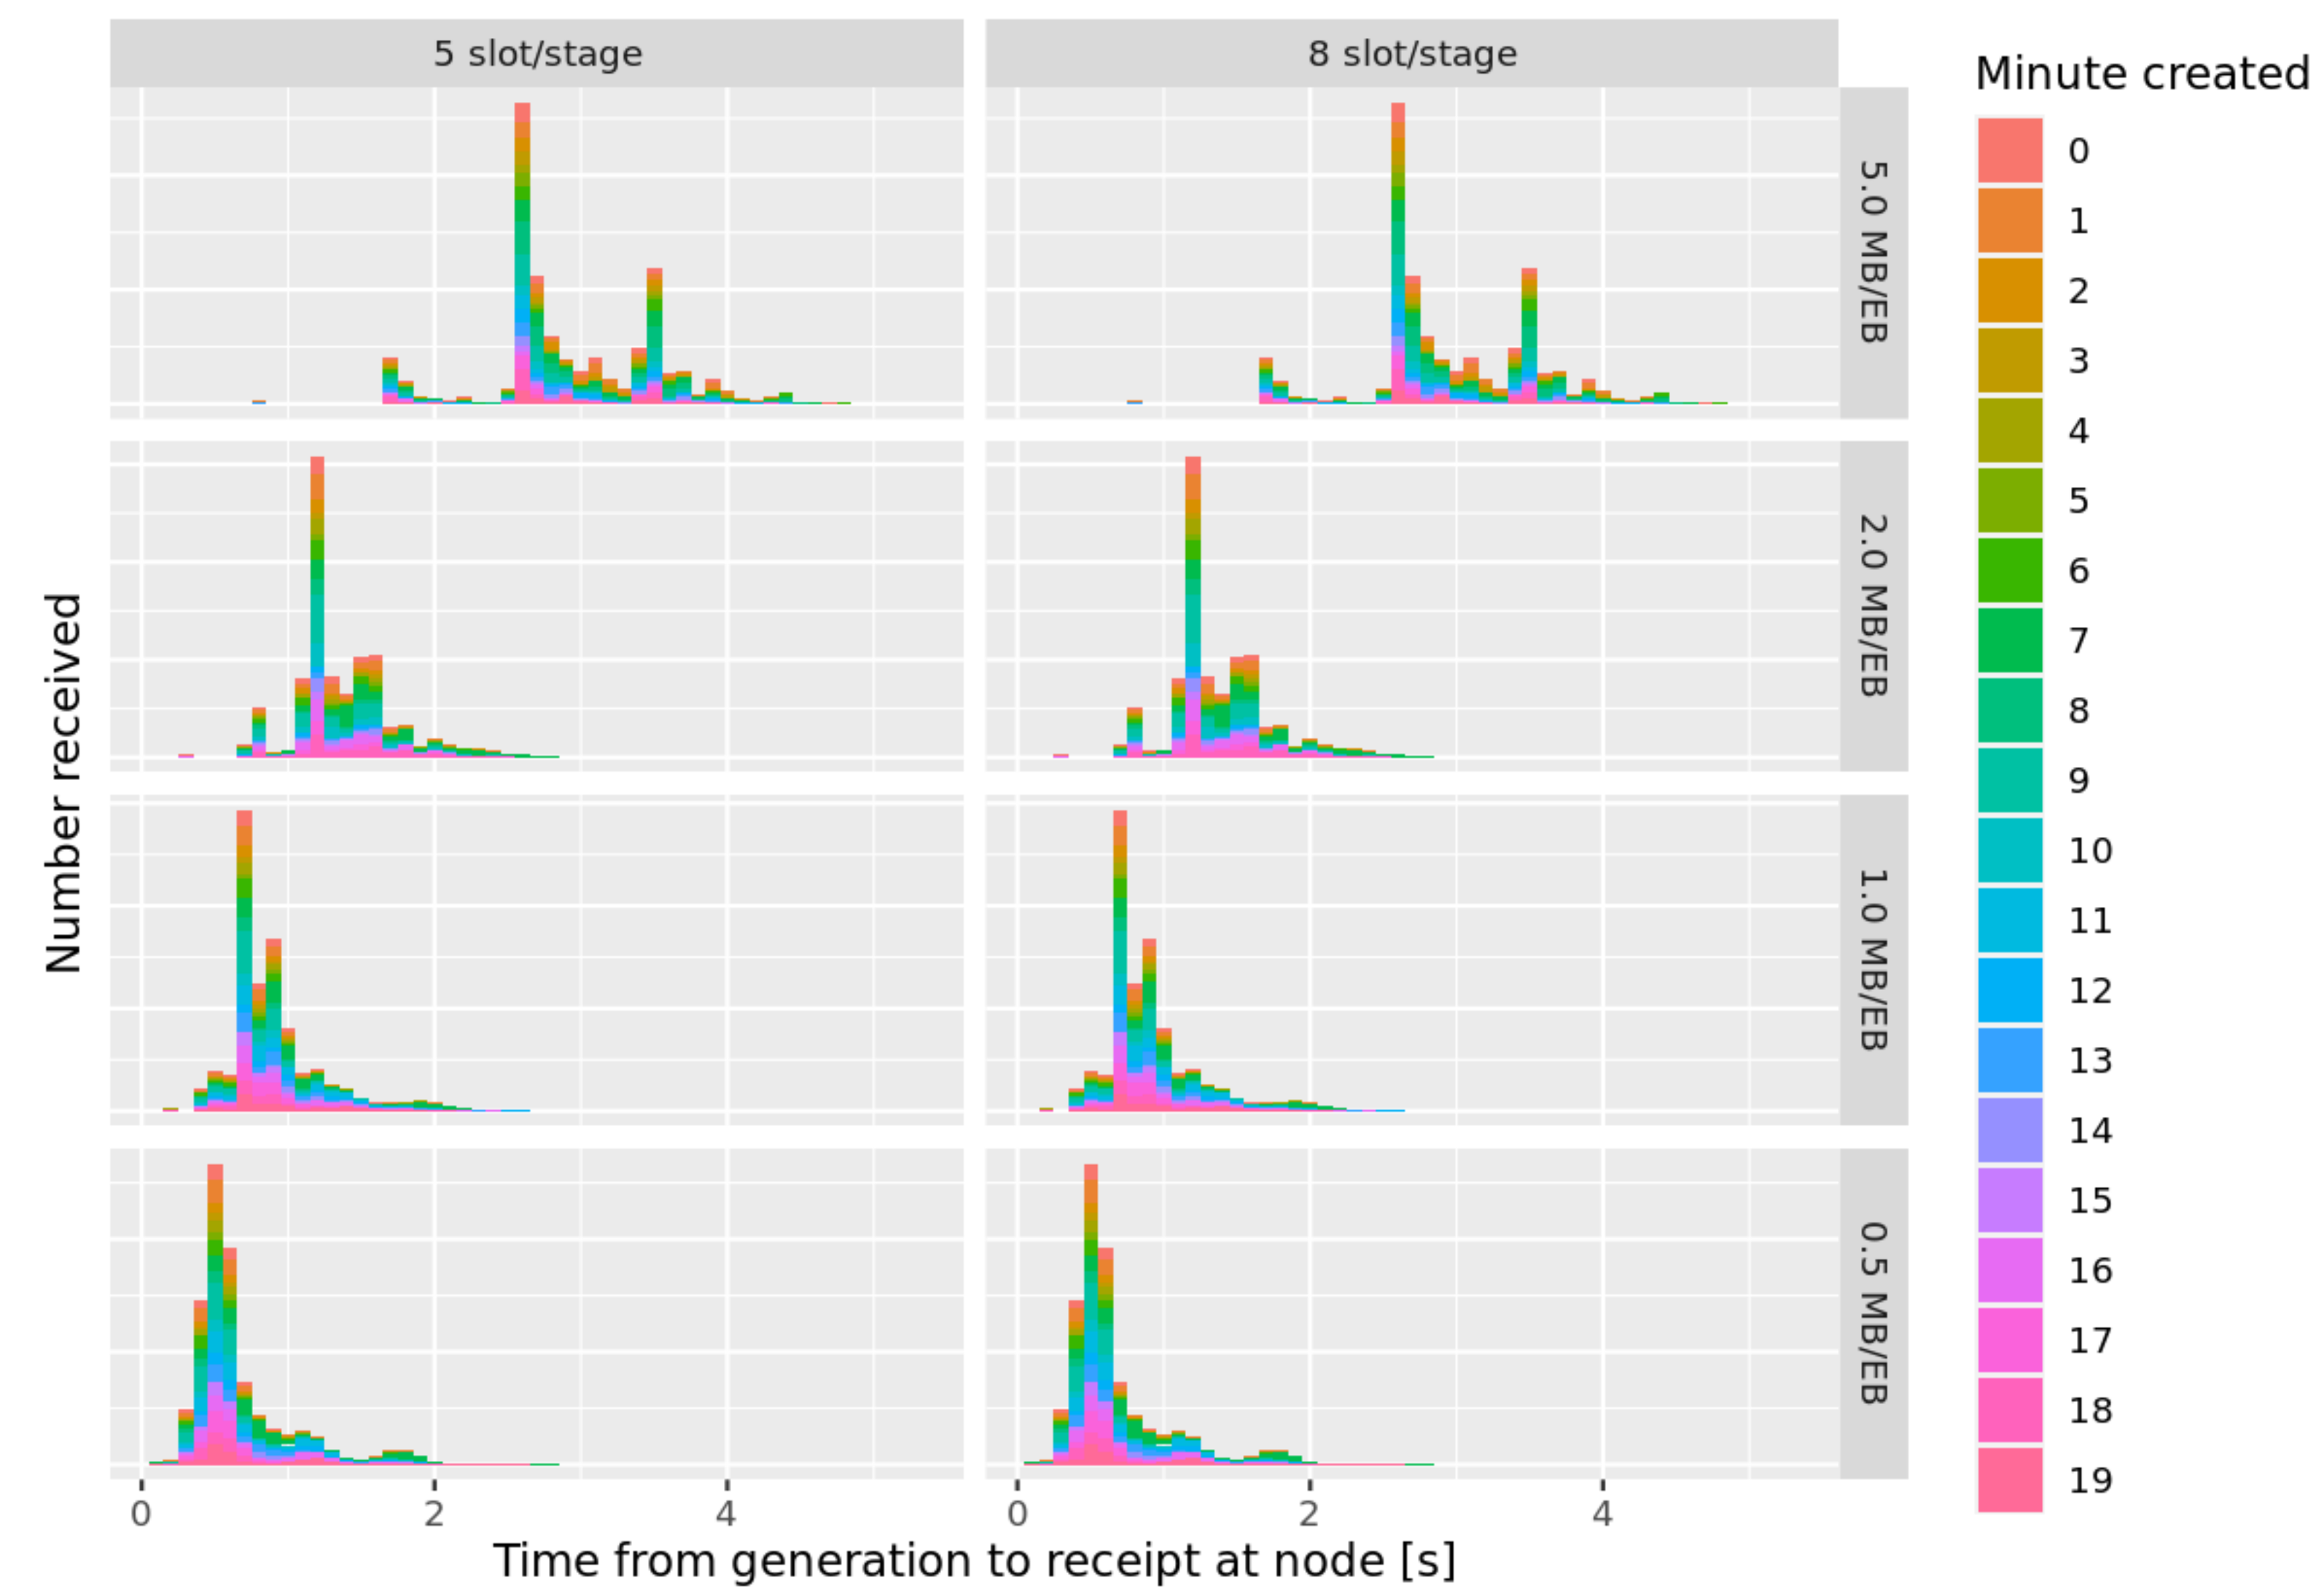 5 slot/stage
8 slot/stage
Minute created
0
1
2
3
4
5
6
7
8
9
10
11
12
13
14
15
16
17
18
19
5.0 MB/EB
2.0 MB/EB
1.0 MB/EB
0.5 MB/EB
Number received
0 2 4
0 2 4
Time from generation to receipt at node [s]